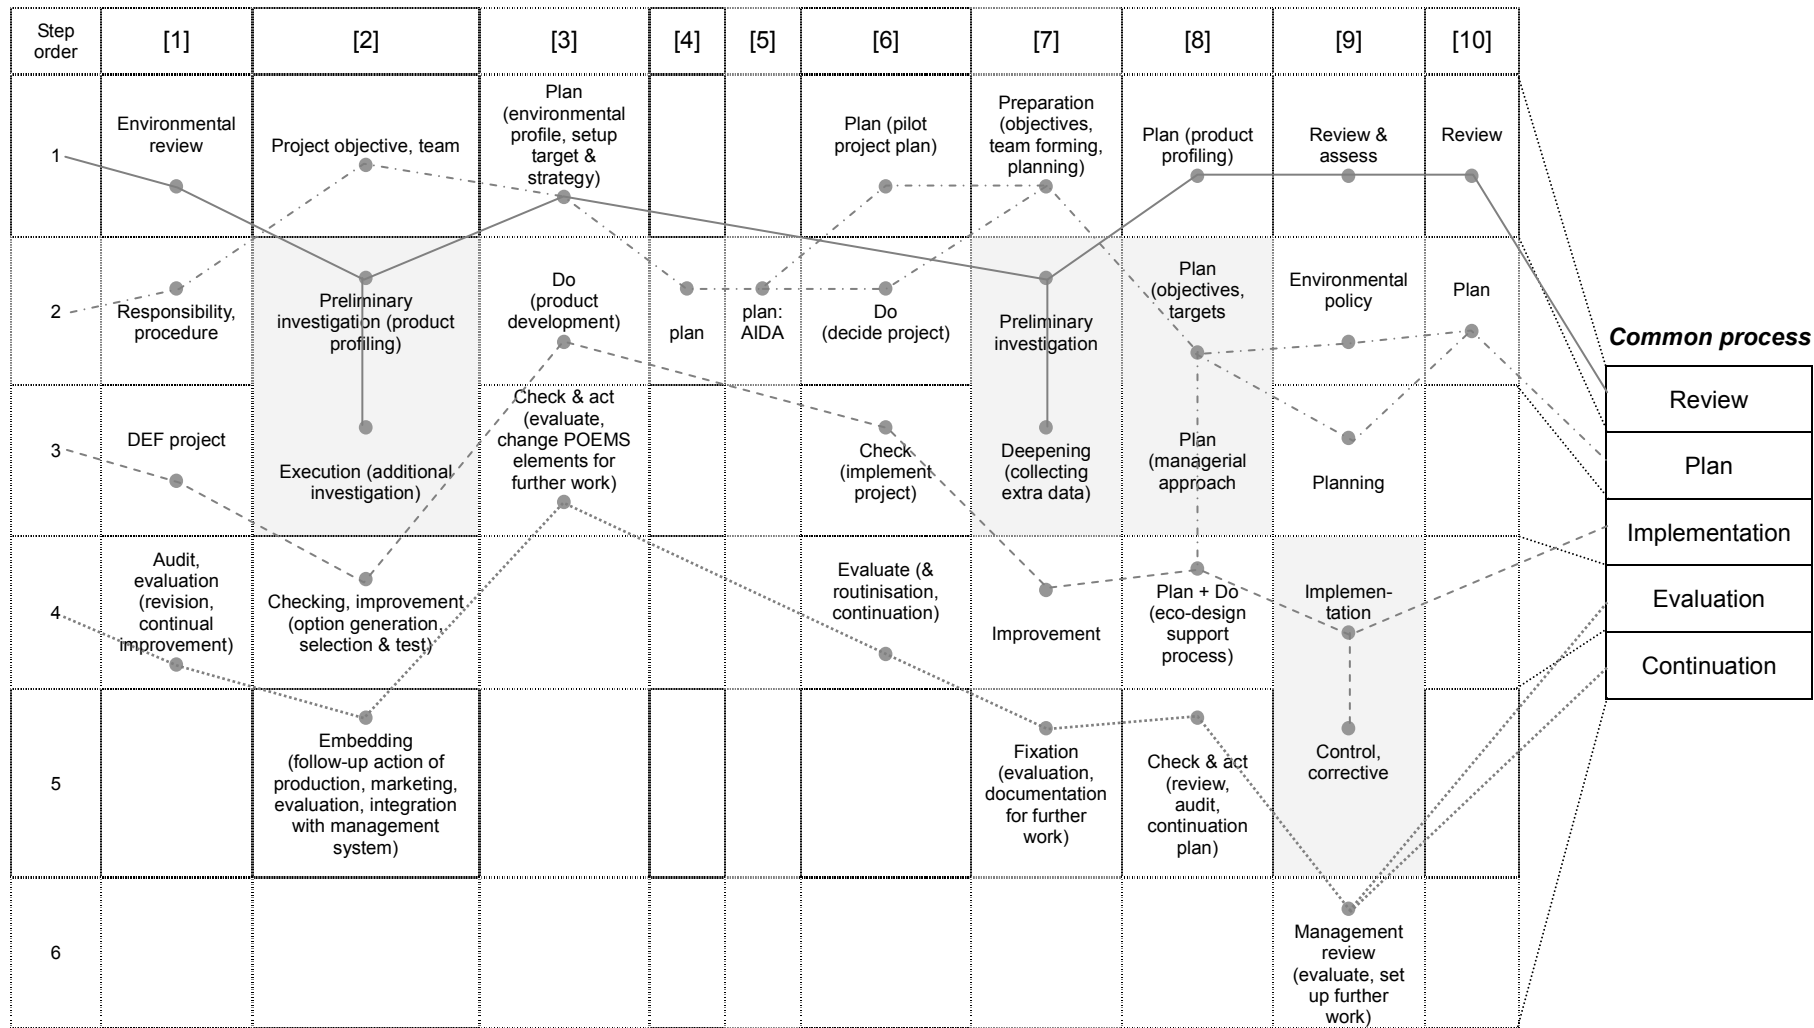 Step
order
[1]
[2]
[3]
[4]
[5]
[6]
[7]
[8]
[9]
[10]
1
Environmental
review
Project objective, team
Plan
(environmental
profile, setup
target &
strategy)
Plan (pilot
project plan)
Preparation
(objectives,
team forming,
planning)
Plan (product
profiling)
Review &
assess
Review
2
Responsibility,
procedure
Preliminary
investigation (product
profiling)
Do
(product
development)
plan
plan:
AIDA
Do
(decide project)
Preliminary
investigation
Plan
(objectives,
targets
Environmental
policy
Plan
3
DEF project
Execution (additional
investigation)
Check & act
(evaluate,
change POEMS
elements for
further work)
Check
(implement
project)
Deepening
(collecting
extra data)
Plan
(managerial
approach
Planning
4
Audit,
evaluation
(revision,
continual
improvement)
Checking, improvement
(option generation,
selection & test)
Evaluate (&
routinisation,
continuation)
Improvement
Plan + Do
(eco-design
support
process)
Implemen-
tation
5
Embedding
(follow-up action of
production, marketing,
evaluation, integration
with management
system)
Fixation
(evaluation,
documentation
for further
work)
Check & act
(review,
audit,
continuation
plan)
Control,
corrective
6
Management
review
(evaluate, set
up further
work)
Common process
Review
Plan
Implementation
Evaluation
Continuation